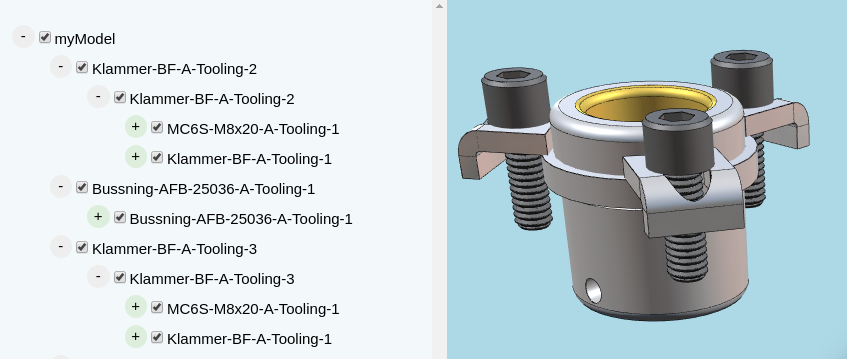 - myModel
- Klammer-BF-A-Tooling-2
- Klammer-BF-A-Tooling-2
+ MC6S-M8x20-A-Tooling-1
+ Klammer-BF-A-Tooling-1
- Bussning-AFB-25036-A-Tooling-1
+ Bussning-AFB-25036-A-Tooling-1
- Klammer-BF-A-Tooling-3
- Klammer-BF-A-Tooling-3
+ MC6S-M8x20-A-Tooling-1
+ Klammer-BF-A-Tooling-1